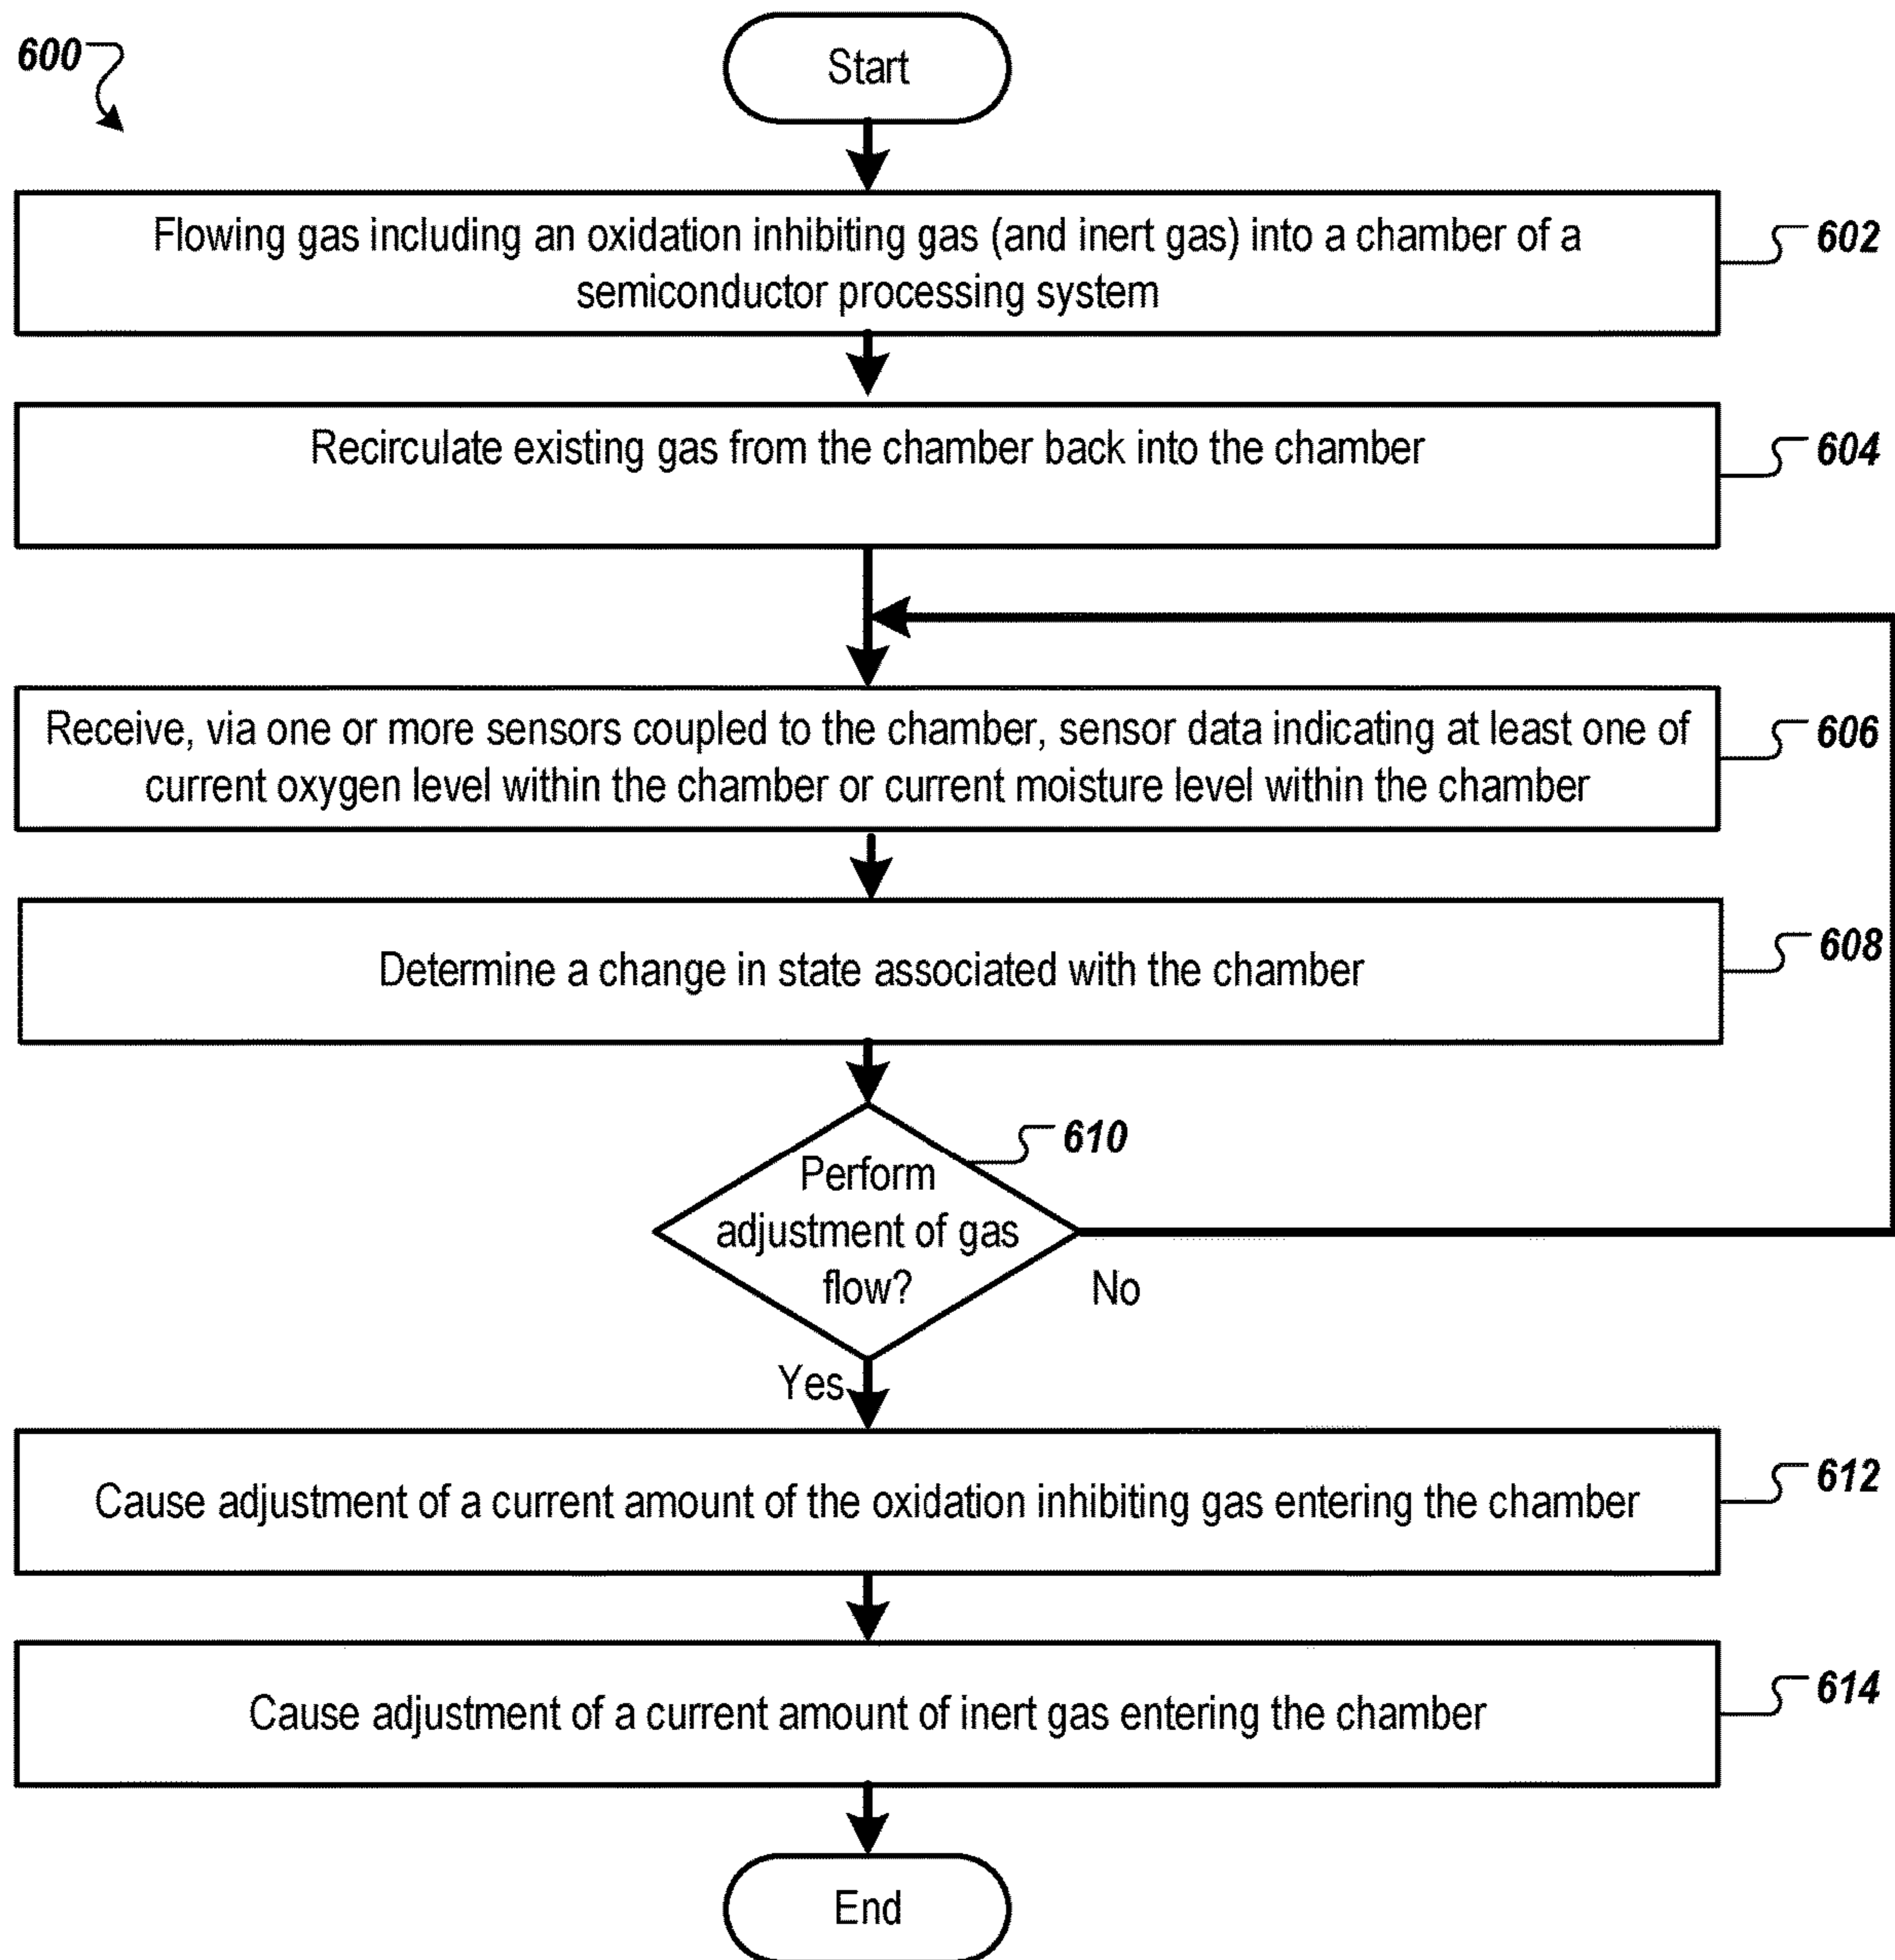 600
Start
Flowing gas including an oxidation inhibiting gas (and inert gas) into a chamber of a
semiconductor processing system
602
Recirculate existing gas from the chamber back into the chamber
604
Receive, via one or more sensors coupled to the chamber, sensor data indicating at least one of
current oxygen level within the chamber or current moisture level within the chamber
606
Determine a change in state associated with the chamber
608
610
Perform
adjustment of gas
flow?
No
Yes
Cause adjustment of a current amount of the oxidation inhibiting gas entering the chamber
612
Cause adjustment of a current amount of inert gas entering the chamber
614
End